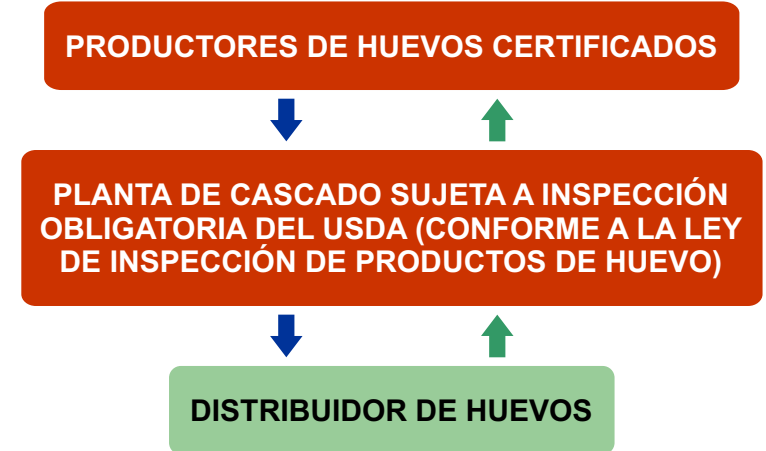 PRODUCTORES DE HUEVOS CERTIFICADOS
PLANTA DE CASCADO SUJETA A INSPECCIÓN
OBLIGATORIA DEL USDA (CONFORME A LA LEY
DE INSPECCIÓN DE PRODUCTOS DE HUEVO)
DISTRIBUIDOR DE HUEVOS